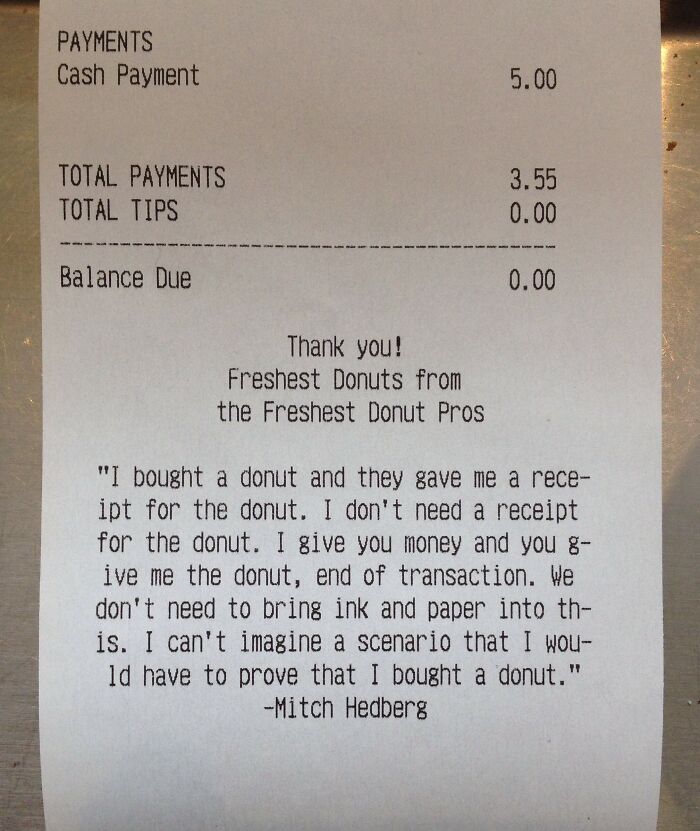 PAYMENTS
Cash Payment 5.00
TOTAL PAYMENTS 3.55
TOTAL TIPS 0.00
--------------------------------------------------
Balance Due 0.00
Thank you!
Freshest Donuts from
the Freshest Donut Pros
"I bought a donut and they gave me a rece-
ipt for the donut. I don't need a receipt
for the donut. I give you money and you g-
ive me the donut, end of transaction. We
don't need to bring ink and paper into th-
is. I can't imagine a scenario that I wou-
ld have to prove that I bought a donut."
-Mitch Hedberg